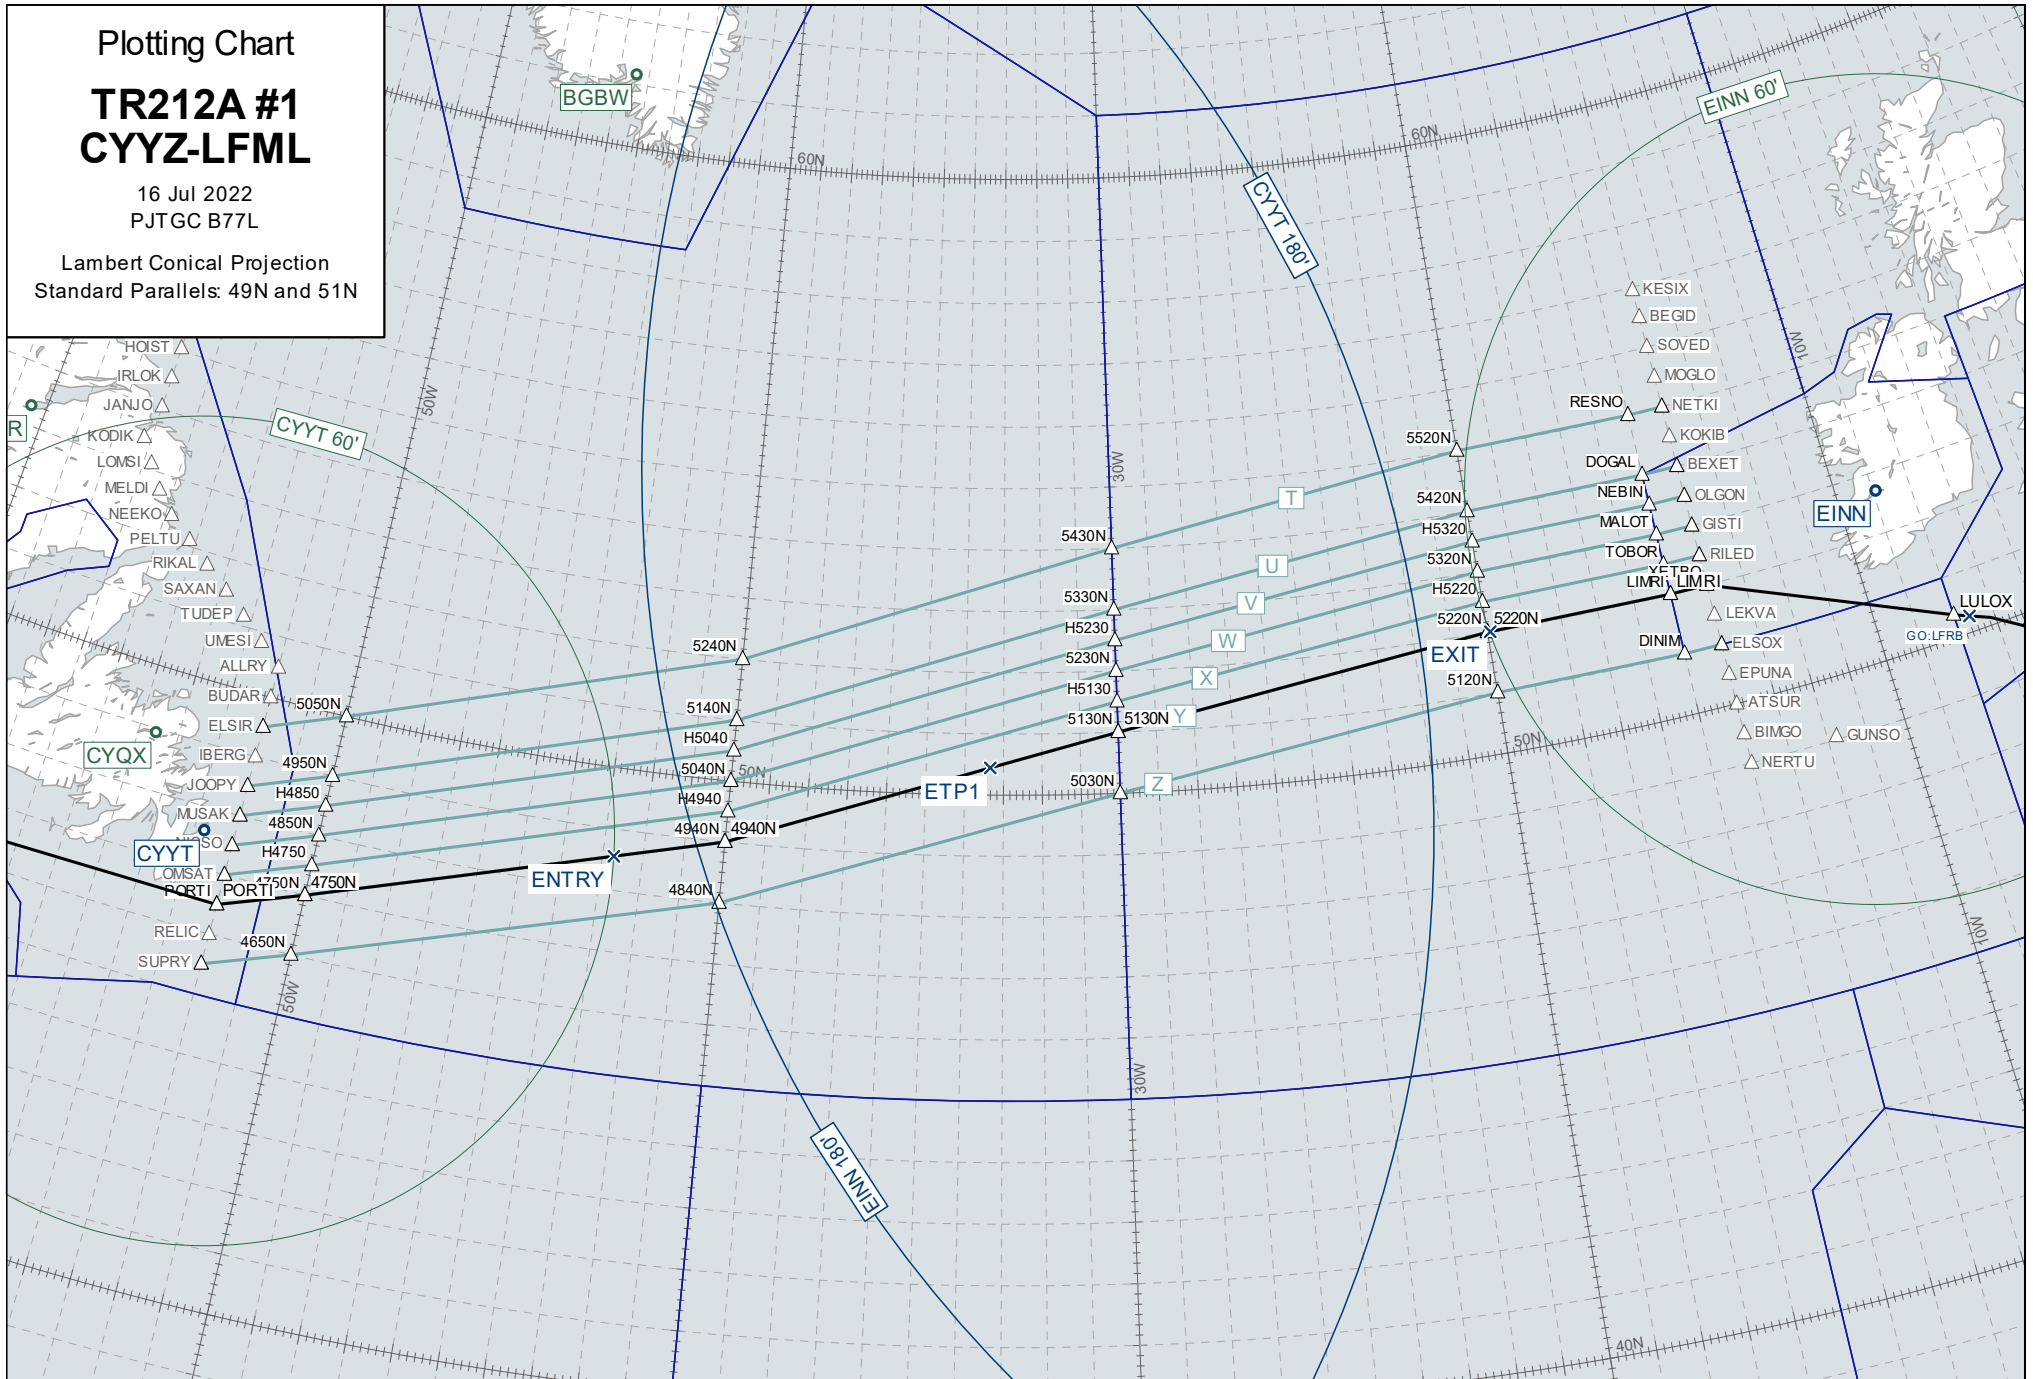 Plotting Chart
TR212A #1
CYYZ-LFML
16 Jul 2022
PJTGC B77L
Lambert Conical Projection
Standard Parallels: 49N and 51N
BGBW
60N
60N
EINN 60'
CYYT 180'
KESIX
BEGID
SOVED
MOGLO
10W
HOIST
IRLOK
JANJO
R
KODIK
LOMSI
MELDI
NEEKO
PELTU
RIKAL
SAXAN
TUDEP
UMESI
ALLRY
BUDAR
ELSIR
IBERG
JOOPY
MUSAK
OMSAT
PORTI
PORTI
RELIC
SUPRY
CYQX
CYYT
CYYT 60'
50W
5050N
4950N
H4850
4850N
H4750
4750N
4650N
50W
ENTRY
5240N
5140N
H5040
5040N
50N
H4940
4940N
4940N
4840N
EINN 180'
ETP1
30W
5430N
5330N
H5230
5230N
H5130
5130N
5130N
5030N
30W
T
U
V
W
X
Y
Z
5520N
5420N
H5320
5320N
H5220
5220N
5220N
EXIT
5120N
50N
RESNO
NETKI
KOKIB
DOGAL
BEXET
NEBIN
OLGON
MALOT
GISTI
TOBOR
RILED
XETBO
LIMRI
LIMRI
LEKVA
DINIM
ELSOX
EPUNA
ATSUR
BIMGO
GUNSO
NERTU
EINN
LULOX
GO:LFRB
10W
40N